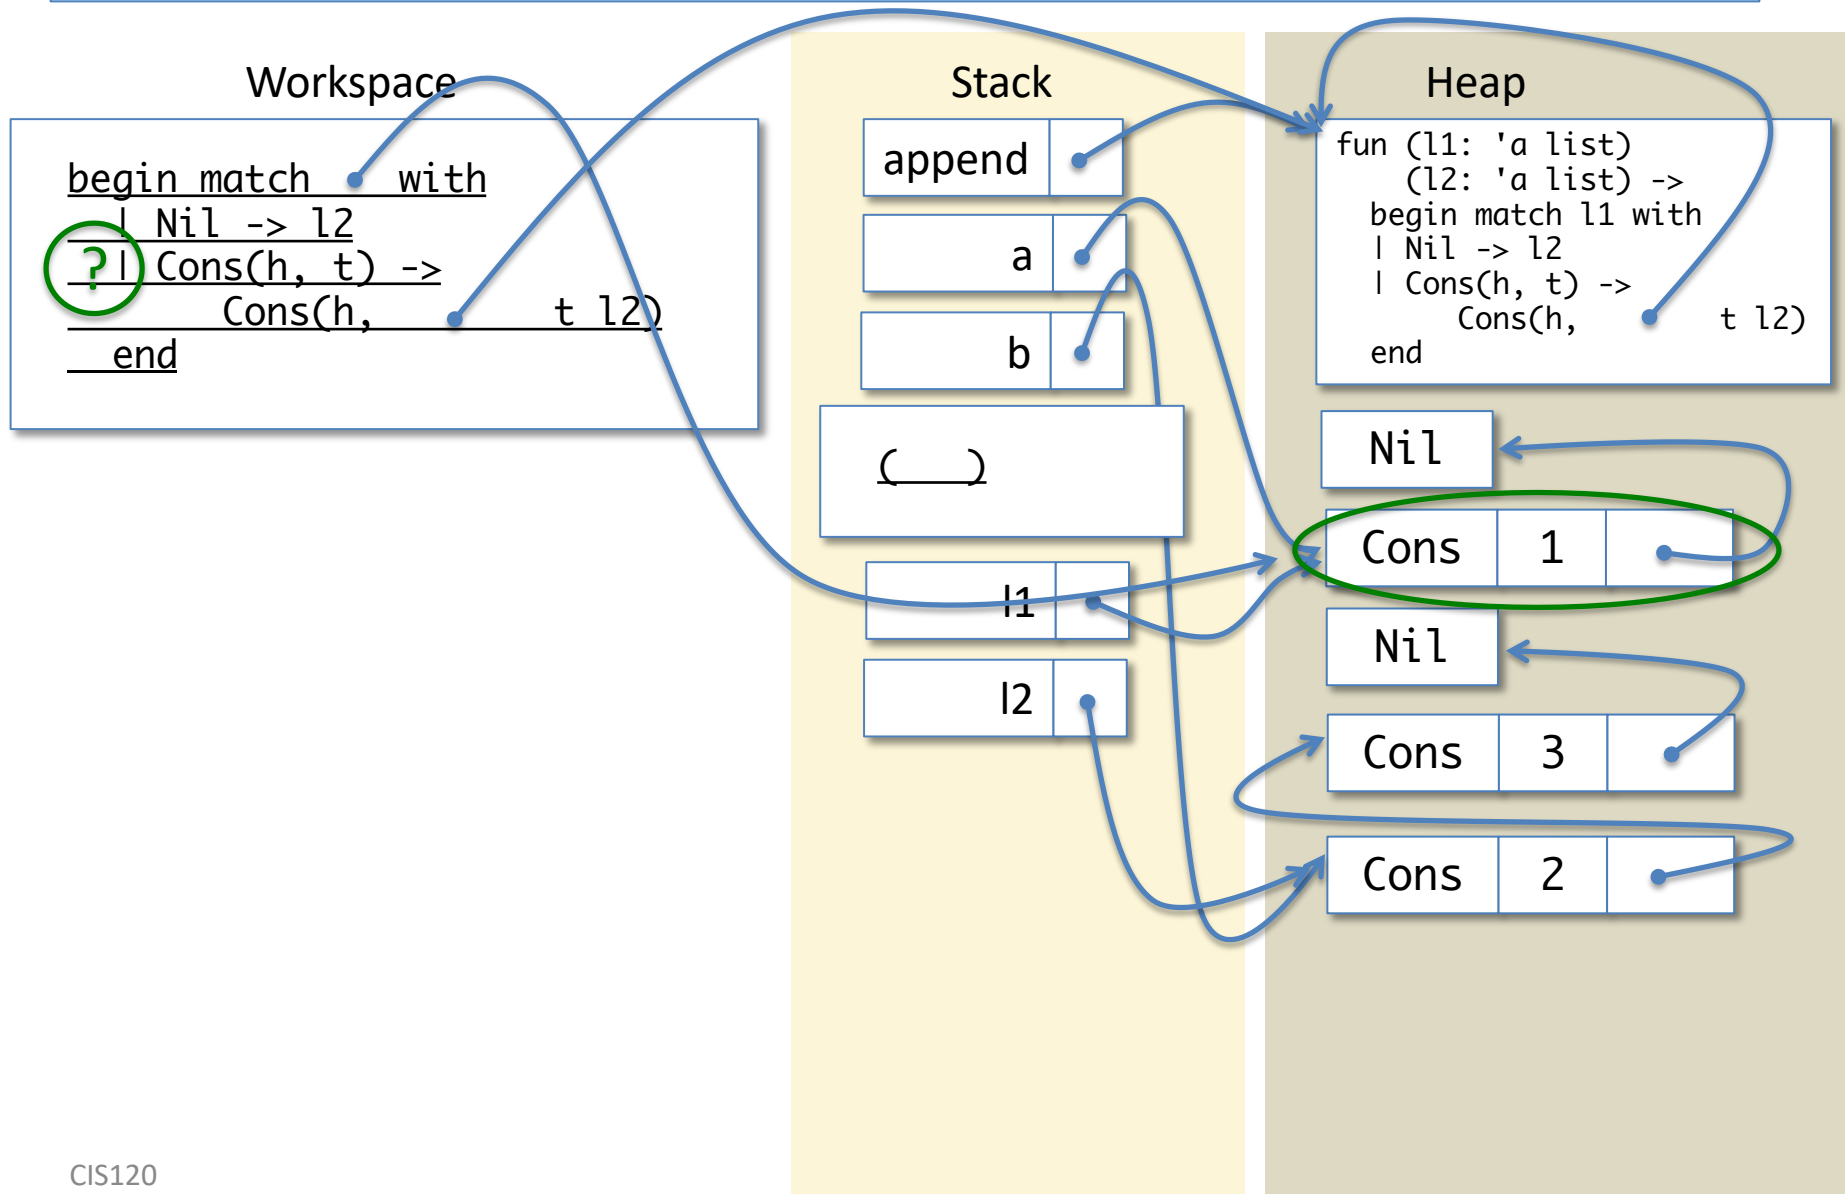 Workspace
begin match with
| Nil -> l2
? | Cons(h, t) ->
Cons(h, t l2)
end
Stack
append
a
b
( )
l1
l2
Heap
fun (l1: 'a list)
(l2: 'a list) ->
begin match l1 with
| Nil -> l2
| Cons(h, t) ->
Cons(h, t l2)
end
Nil
Cons 1
Nil
Cons 3
Cons 2
CIS120